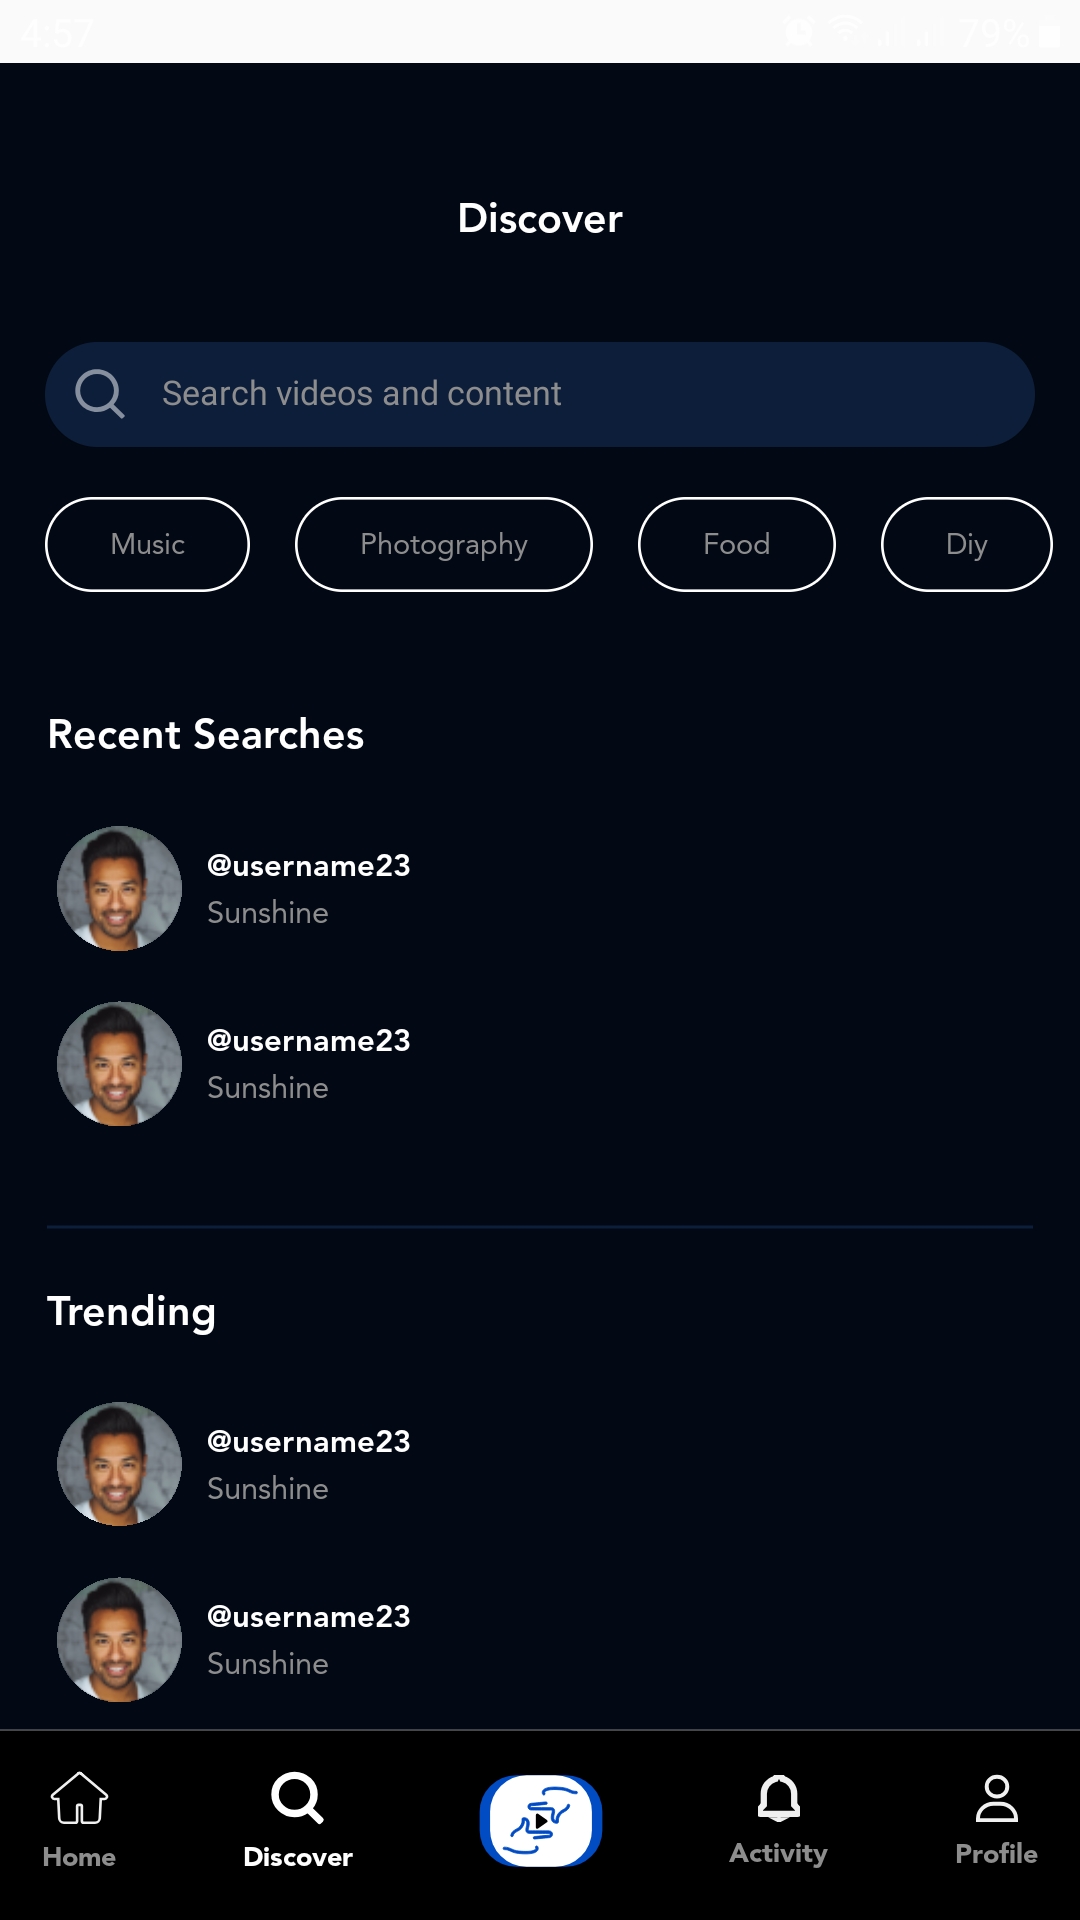 4:57 79%
Discover
Search videos and content
Music Photography Food Diy
Recent Searches
@username23
Sunshine
@username23
Sunshine
Trending
@username23
Sunshine
@username23
Sunshine
Home Discover Activity Profile